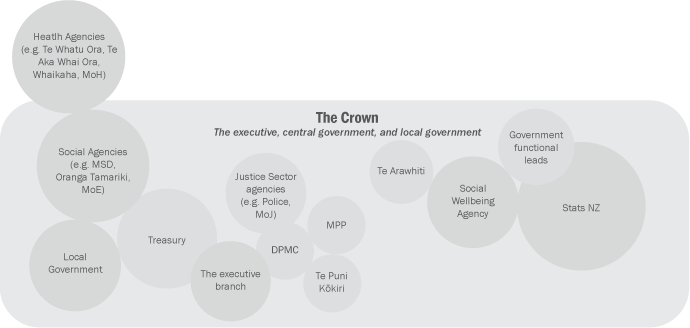 Heatlh Agencies
(e.g. Te Whatu Ora, Te
Aka Whai Ora,
Whaikaha, MoH)
The Crown
The executive, central government, and local government
Social Agencies
(e.g. MSD,
Oranga Tamariki,
MoE)
Local
Government
Treasury
The executive
branch
Justice Sector
agencies
(e.g. Police,
MoJ)
DPMC
MPP
Te Puni
Kōkiri
Te Arawhiti
Social
Wellbeing
Agency
Government
functional
leads
Stats NZ